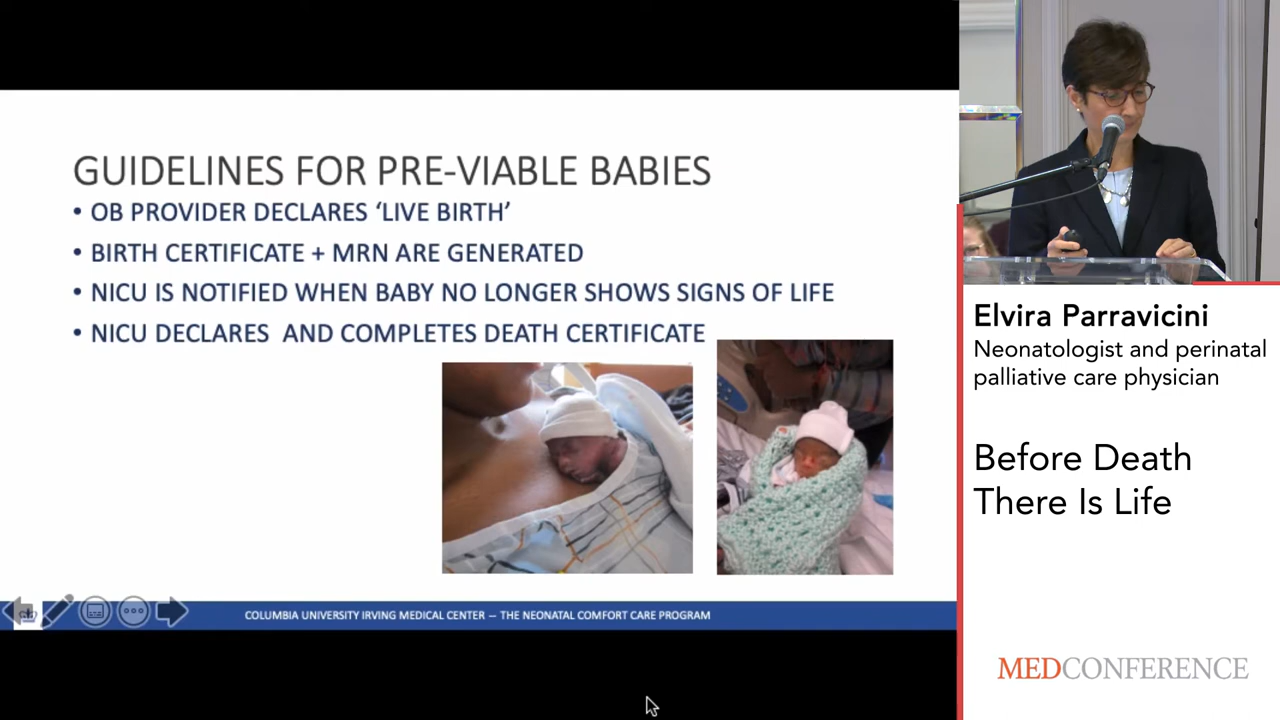 GUIDELINES FOR PRE-VIABLE BABIES
• OB PROVIDER DECLARES ‘LIVE BIRTH’
• BIRTH CERTIFICATE + MRN ARE GENERATED
• NICU IS NOTIFIED WHEN BABY NO LONGER SHOWS SIGNS OF LIFE
• NICU DECLARES  AND COMPLETES DEATH CERTIFICATE
COLUMBIA UNIVERSITY IRVING MEDICAL CENTER — THE NEONATAL COMFORT CARE PROGRAM
Elvira Parravicini
Neonatologist and perinatal
palliative care physician
Before Death
There Is Life
MEDCONFERENCE